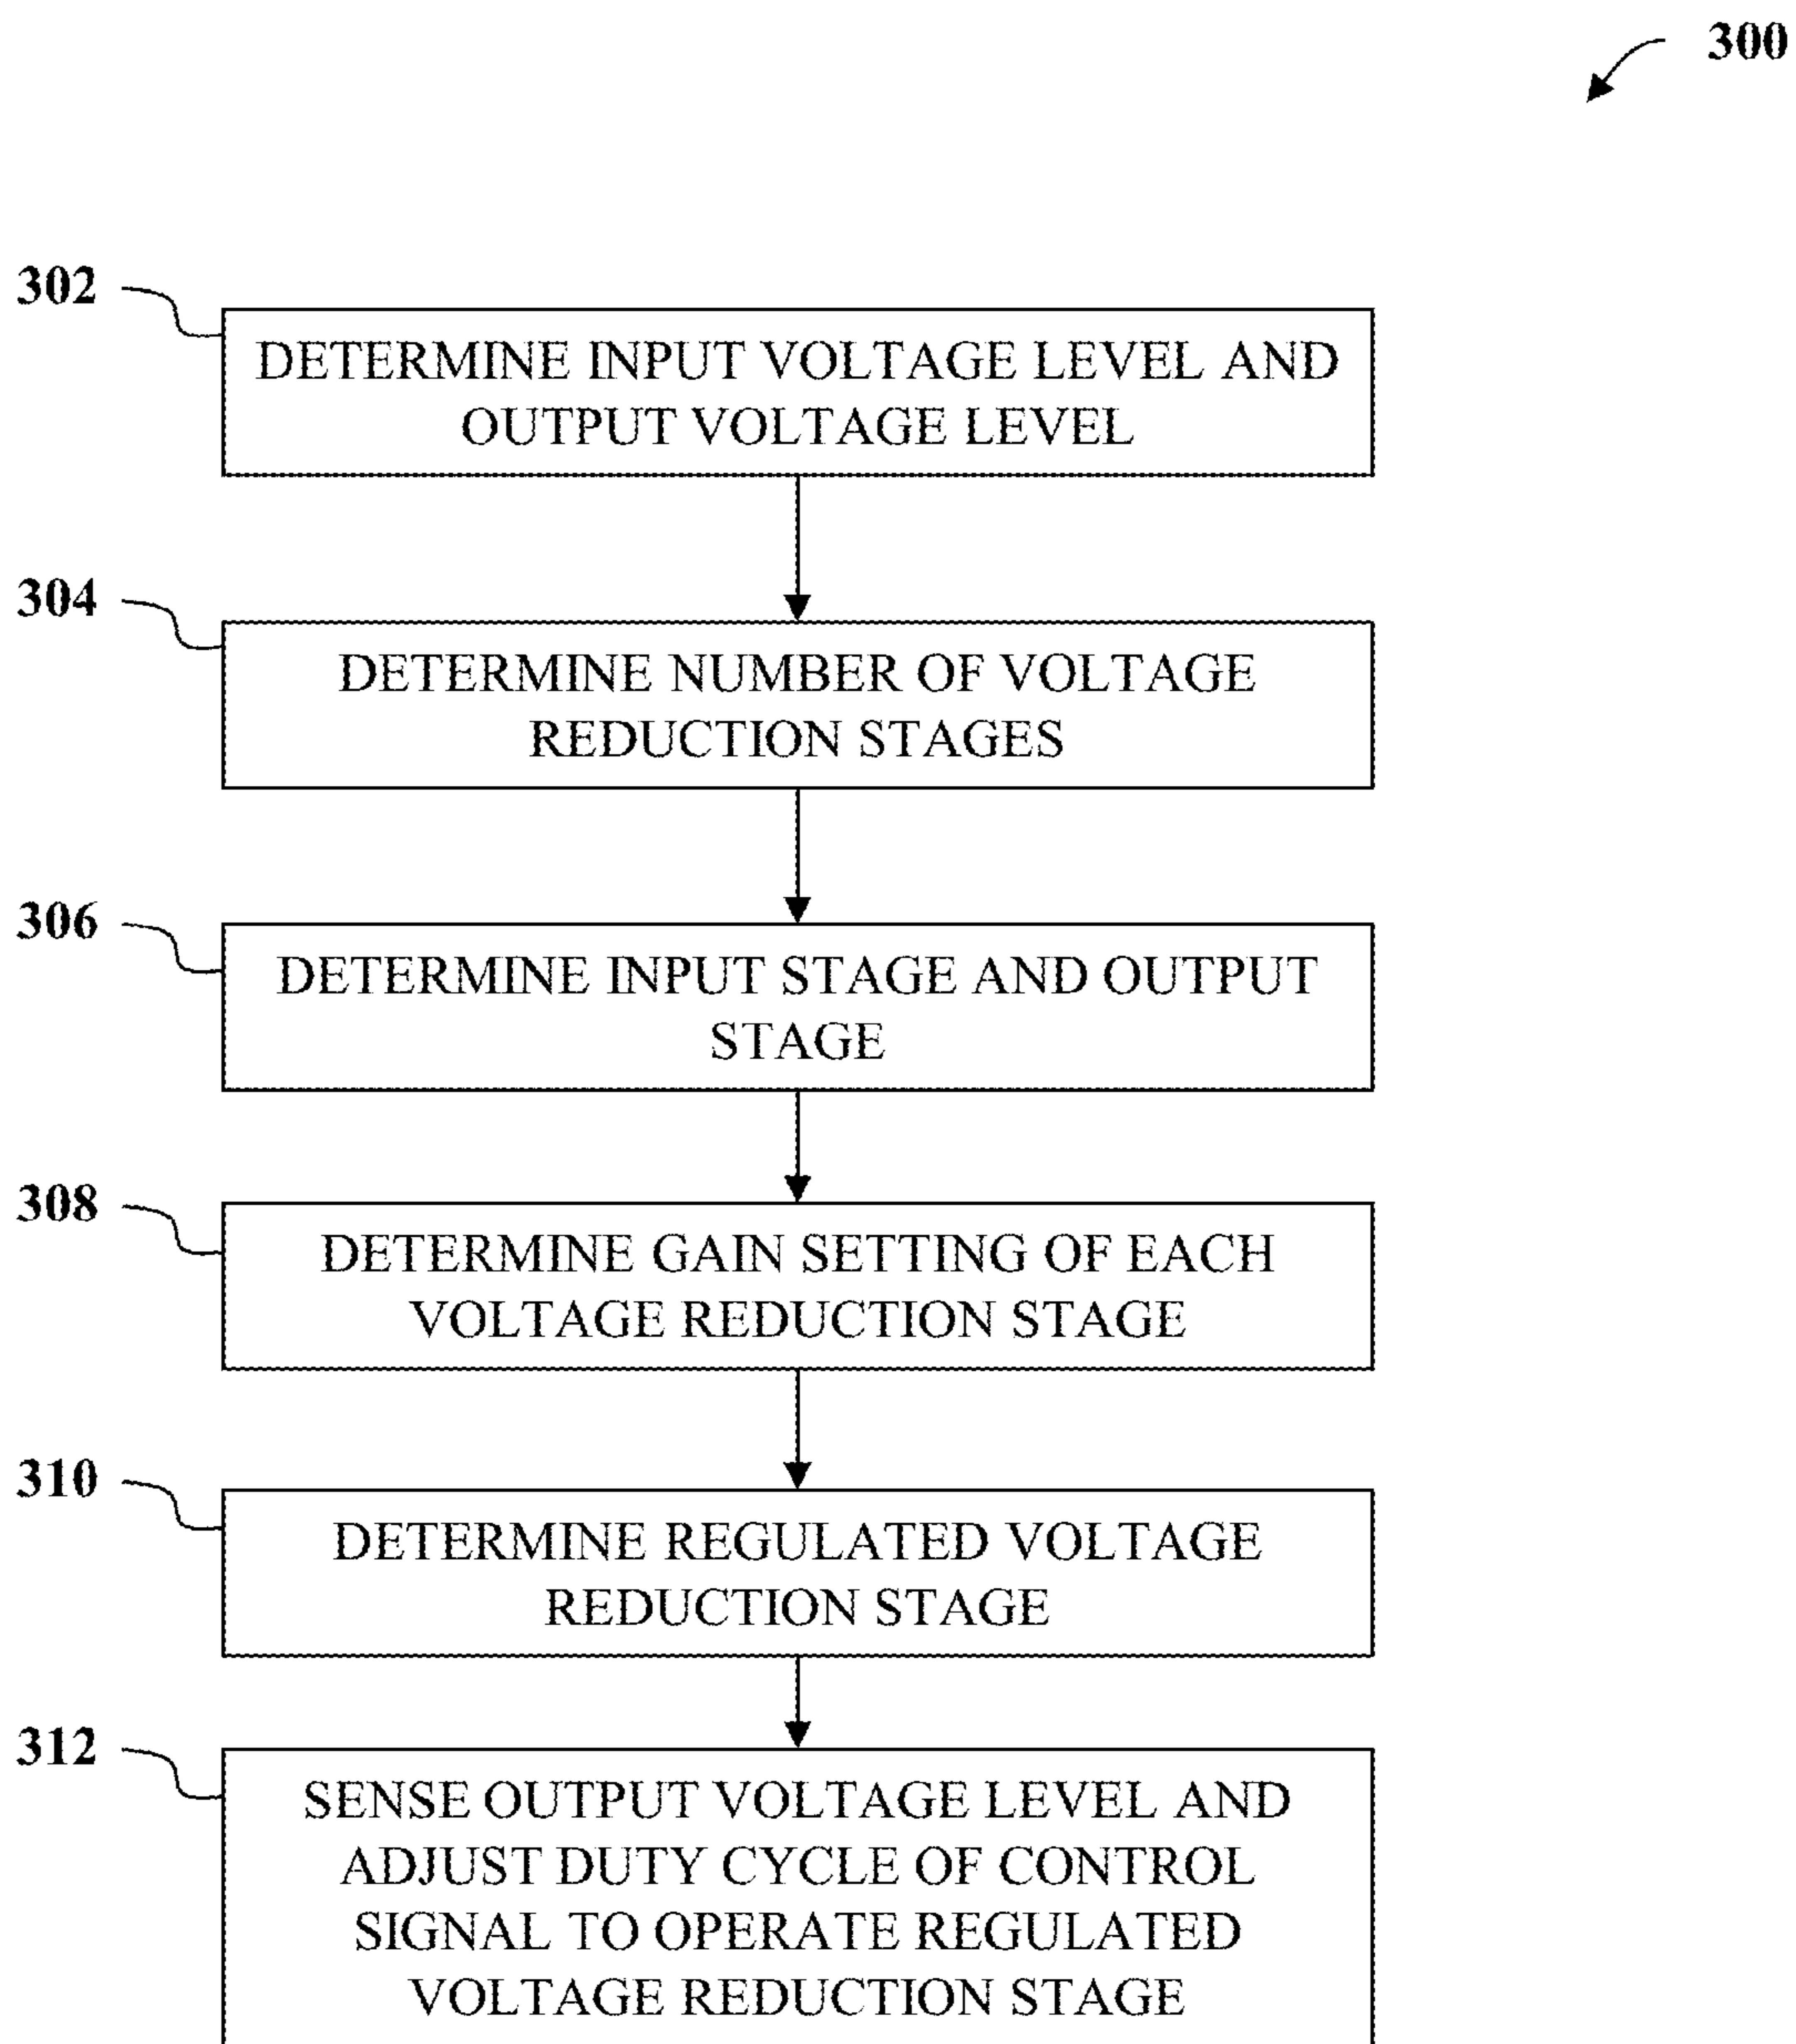 300
302
DETERMINE INPUT VOLTAGE LEVEL AND
OUTPUT VOLTAGE LEVEL
304
DETERMINE NUMBER OF VOLTAGE
REDUCTION STAGES
306
DETERMINE INPUT STAGE AND OUTPUT
STAGE
308
DETERMINE GAIN SETTING OF EACH
VOLTAGE REDUCTION STAGE
310
DETERMINE REGULATED VOLTAGE
REDUCTION STAGE
312
SENSE OUTPUT VOLTAGE LEVEL AND
ADJUST DUTY CYCLE OF CONTROL
SIGNAL TO OPERATE REGULATED
VOLTAGE REDUCTION STAGE